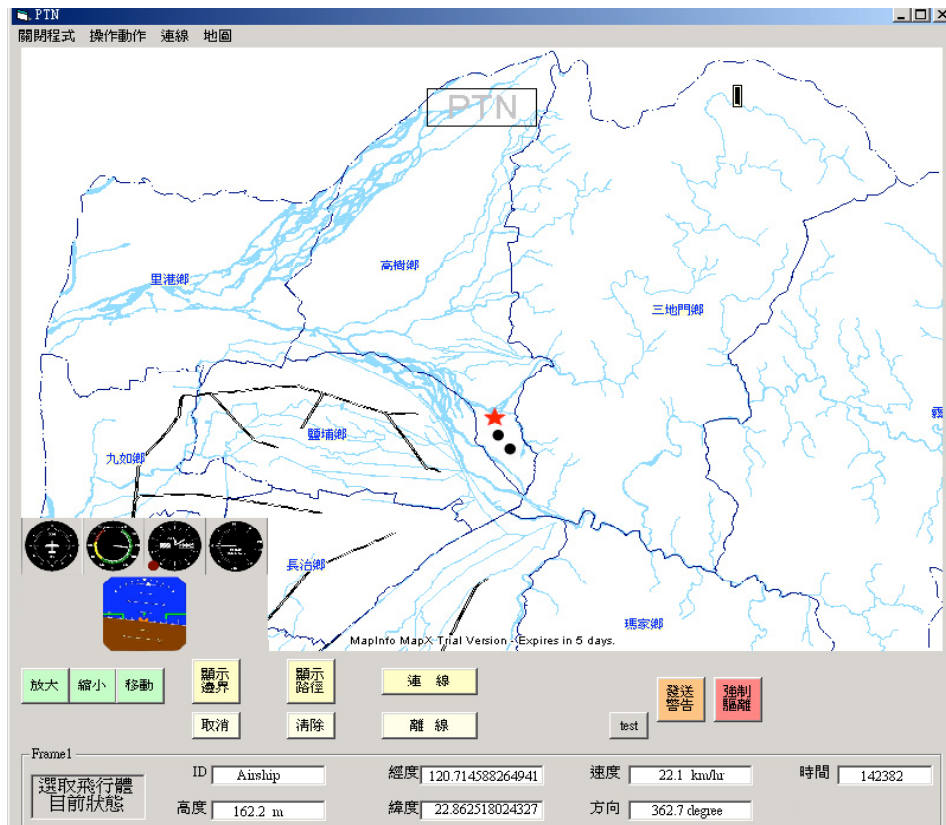 PTN
關閉程式 操作動作 連線 地圖
PTN
高樹鄉
里港鄉
三地門鄉
霧
鹽埔鄉
九如鄉
長治鄉
瑪家鄉
MapInfo MapX Trial Version - Expires in 5 days.
放大 縮小 移動
顯示
邊界
顯示
路徑
連 線
發送
警告
強制
驅離
取消 清除 離 線 test
Frame1
選取飛行體
目前狀態
ID Airship 經度 120.714588264941 速度 22.1 km/hr 時間 142382
高度 162.2 m 緯度 22.862518024327 方向 362.7 degree